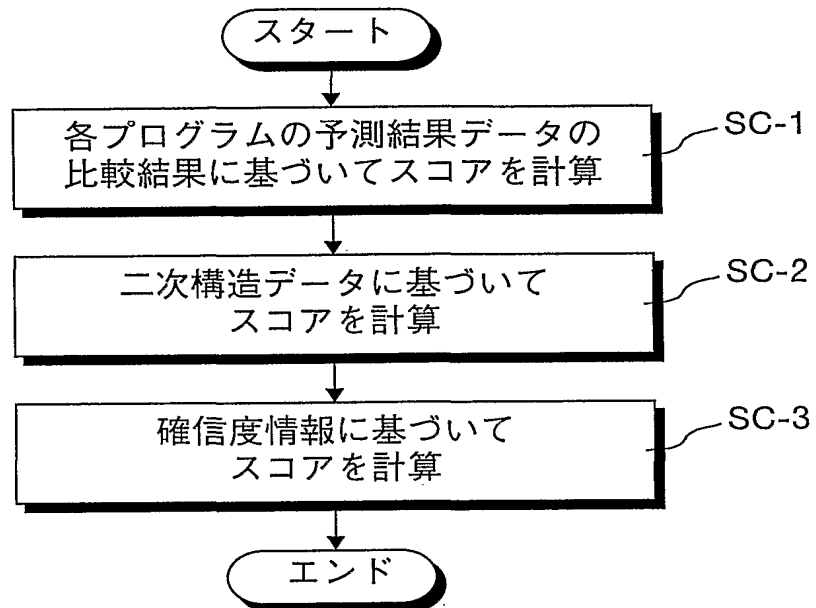 スタート
各プログラムの予測結果データの
比較結果に基づいてスコアを計算
SC-1
二次構造データに基づいて
スコアを計算
SC-2
確信度情報に基づいて
スコアを計算
SC-3
エンド